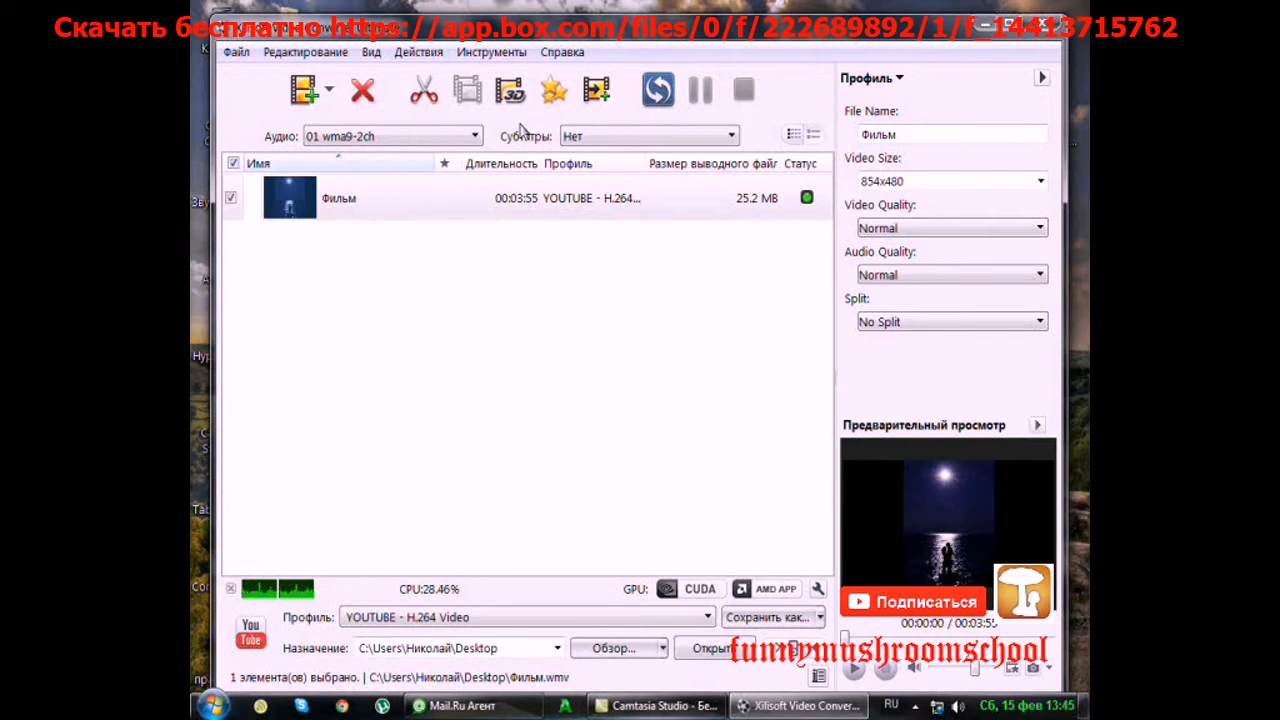 Скачать бесплатно https://app.box.com/files/0/f/222689892/1/f_14413715762
Файл Редактирование Вид Действия Инструменты Справка
Аудио: 01 wma9-2ch Нет
Имя Длительность Профиль Размер выводного файл Статус
Фильм 00:03:55 YOUTUBE - H.264... 25.2 MB
Профиль
File Name:
Фильм
Video Size:
854x480
Video Quality:
Normal
Audio Quality:
Normal
Split:
No Split
Предварительный просмотр
Подписаться
00:00:00 / 00:03:55
funnymushroomschool
CPU:28.46% GPU: CUDA AMD APP
You Tube
Профиль: YOUTUBE - H.264 Video Сохранить как...
Назначение: C:\Users\Николай\Desktop Обзор...
1 элемента(ов) выбрано. | C:\Users\Николай\Desktop\Фильм.wmv
Mail.Ru Агент Camtasia Studio - Бе... Xilisoft Video Conver... RU Сб, 15 фев 13:45